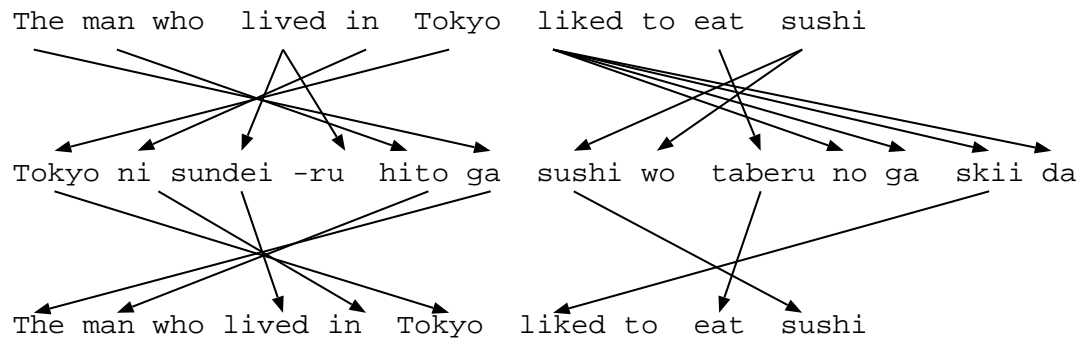 The man who lived in Tokyo liked to eat sushi
Tokyo ni sundei -ru hito ga sushi wo taberu no ga skii da
The man who lived in Tokyo liked to eat sushi